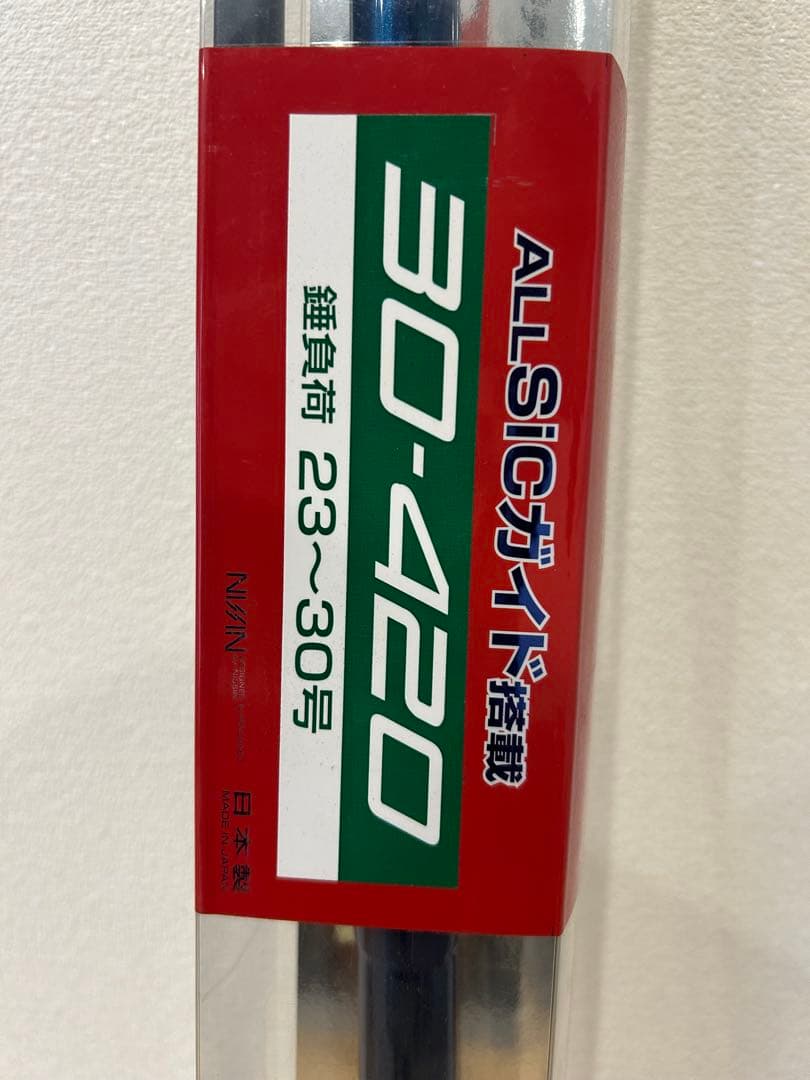 ALLSiCガイド搭載
30-420
錘負荷 23～30号
NISSIN
日本製
MADE IN JAPAN